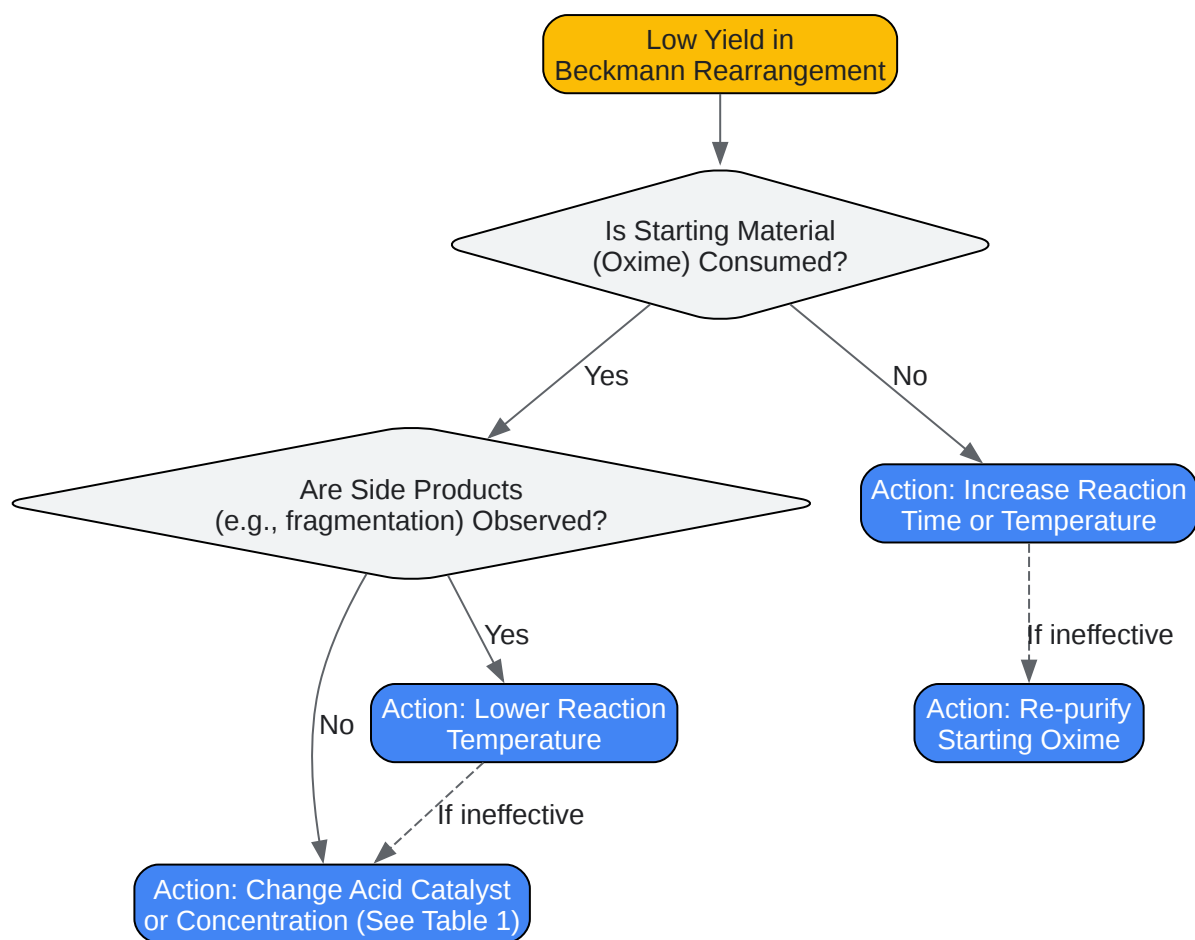 Low Yield in
Beckmann Rearrangement
Is Starting Material
(Oxime) Consumed?
Yes
No
Are Side Products
(e.g., fragmentation) Observed?
Action: Increase Reaction
Time or Temperature
Yes
If ineffective
No
Action: Lower Reaction
Temperature
Action: Re-purify
Starting Oxime
If ineffective
Action: Change Acid Catalyst
or Concentration (See Table 1)